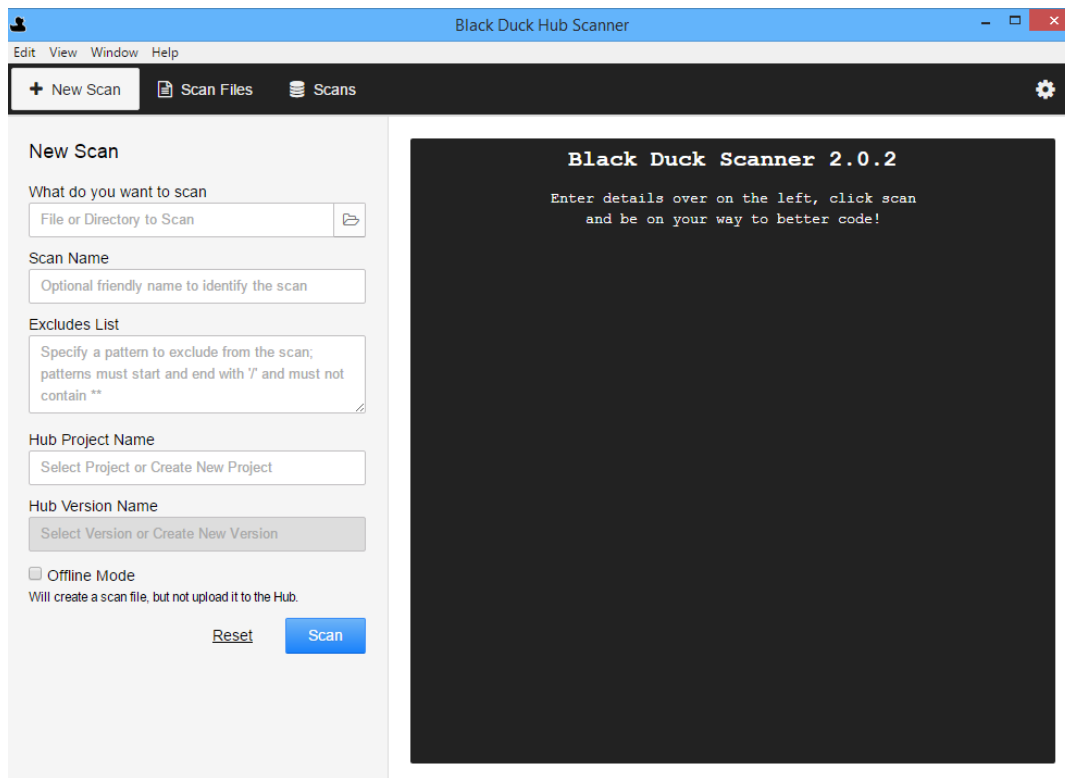 Black Duck Hub Scanner
Edit View Window Help
New Scan Scan Files Scans
New Scan
What do you want to scan
File or Directory to Scan
Scan Name
Optional friendly name to identify the scan
Excludes List
Specify a pattern to exclude from the scan;
patterns must start and end with '/' and must not
contain **
Hub Project Name
Select Project or Create New Project
Hub Version Name
Select Version or Create New Version
Offline Mode
Will create a scan file, but not upload it to the Hub.
Reset Scan
Black Duck Scanner 2.0.2
Enter details over on the left, click scan
and be on your way to better code!